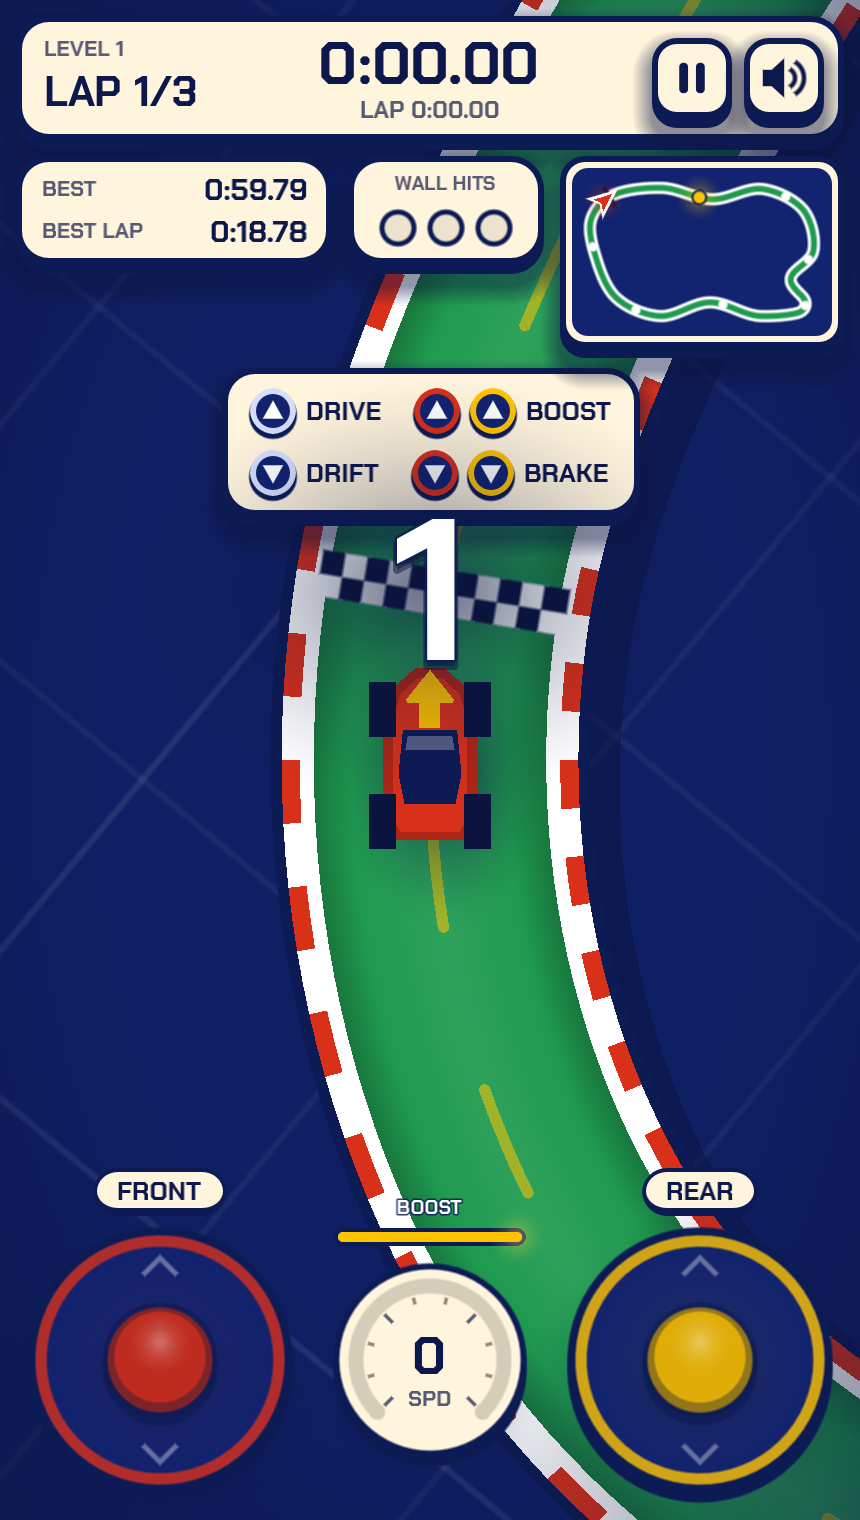 LEVEL 1
LAP 1/3
0:00.00
LAP 0:00.00
BEST 0:59.79
BEST LAP 0:18.78
WALL HITS
DRIVE BOOST
DRIFT BRAKE
1
FRONT
REAR
BOOST
0
SPD